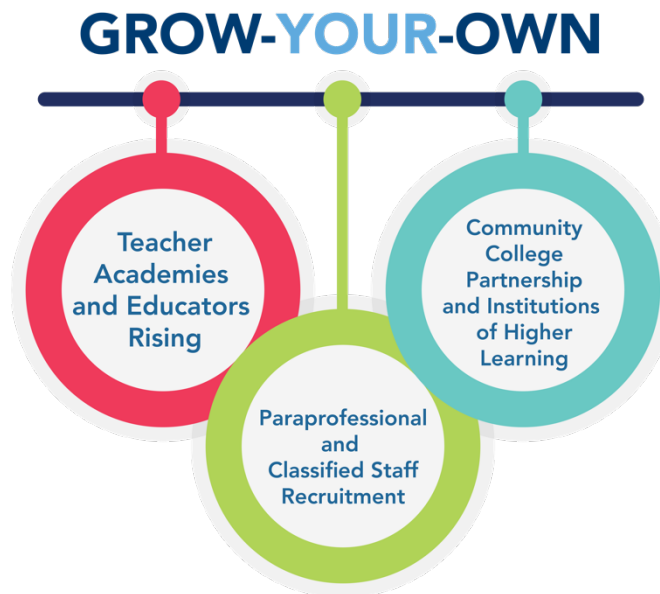 GROW-YOUR-OWN
Teacher
Academies
and Educators
Rising
Paraprofessional
and
Classified Staff
Recruitment
Community
College
Partnership
and Institutions
of Higher
Learning